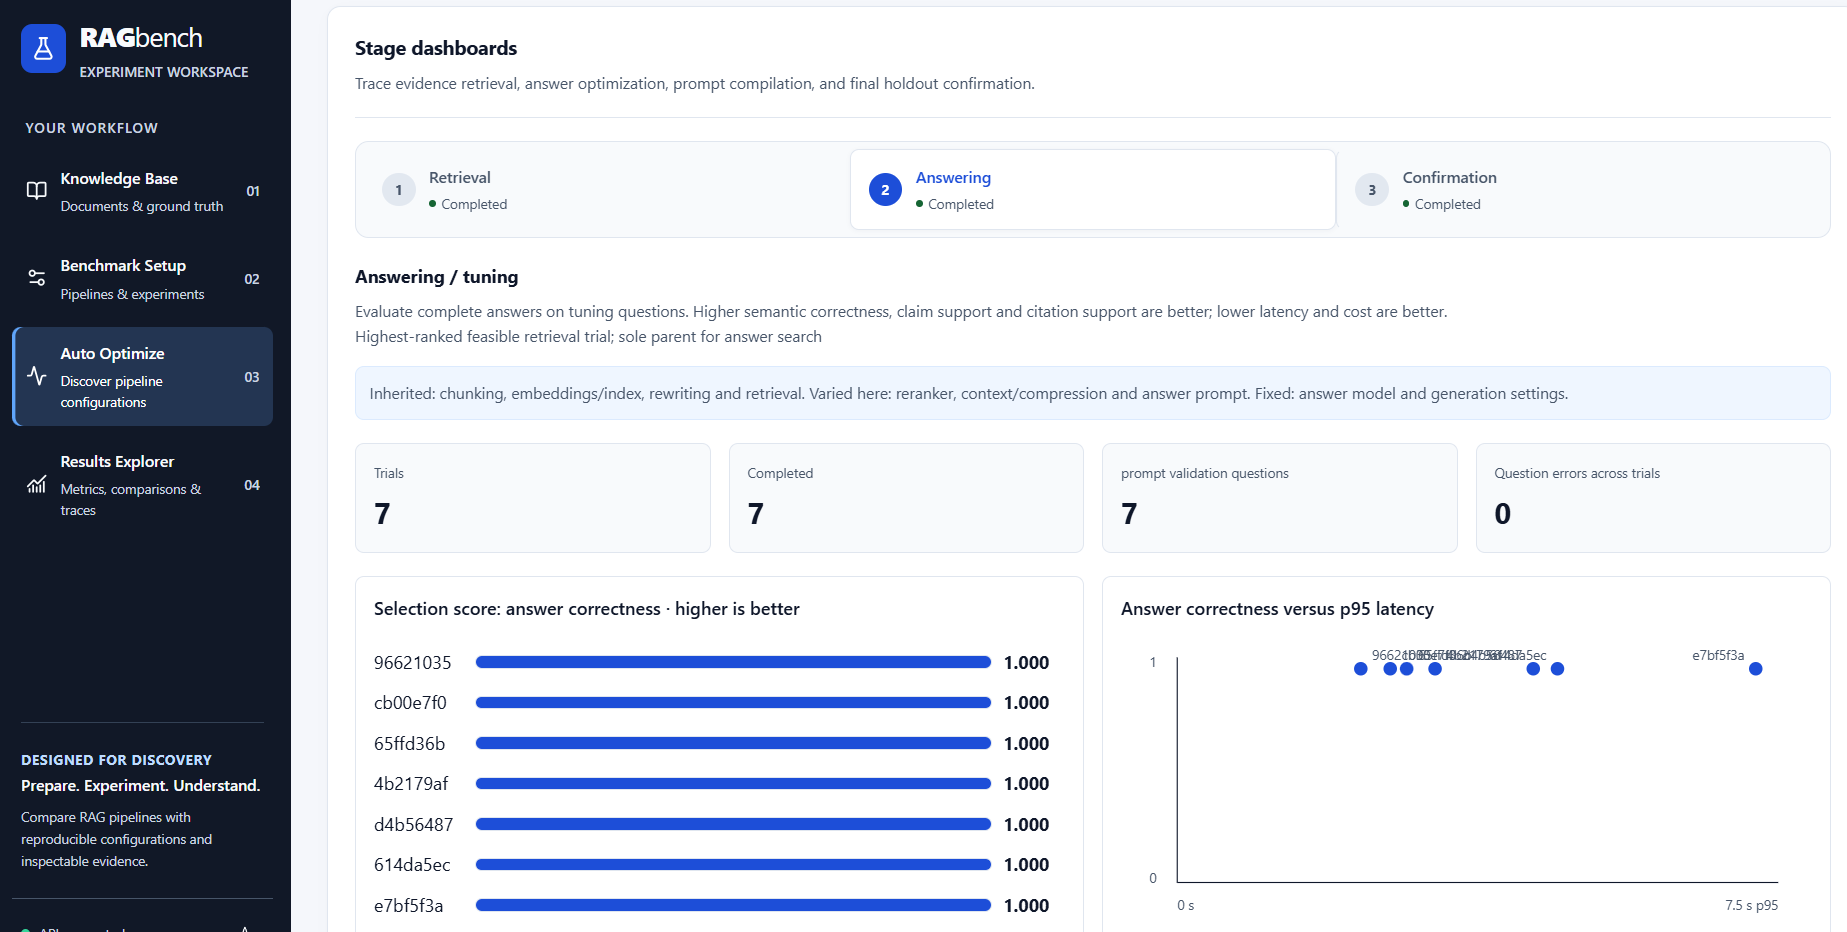 RAGbench
EXPERIMENT WORKSPACE
YOUR WORKFLOW
Knowledge Base
Documents & ground truth
01
Benchmark Setup
Pipelines & experiments
02
Auto Optimize
Discover pipeline
configurations
03
Results Explorer
Metrics, comparisons &
traces
04
DESIGNED FOR DISCOVERY
Prepare. Experiment. Understand.
Compare RAG pipelines with
reproducible configurations and
inspectable evidence.
Stage dashboards
Trace evidence retrieval, answer optimization, prompt compilation, and final holdout confirmation.
1
Retrieval
Completed
2
Answering
Completed
3
Confirmation
Completed
Answering / tuning
Evaluate complete answers on tuning questions. Higher semantic correctness, claim support and citation support are better; lower latency and cost are better.
Highest-ranked feasible retrieval trial; sole parent for answer search
Inherited: chunking, embeddings/index, rewriting and retrieval. Varied here: reranker, context/compression and answer prompt. Fixed: answer model and generation settings.
Trials
7
Completed
7
prompt validation questions
7
Question errors across trials
0
Selection score: answer correctness · higher is better
96621035 1.000
cb00e7f0 1.000
65ffd36b 1.000
4b2179af 1.000
d4b56487 1.000
614da5ec 1.000
e7bf5f3a 1.000
Answer correctness versus p95 latency
1
e7bf5f3a
0
0 s
7.5 s p95